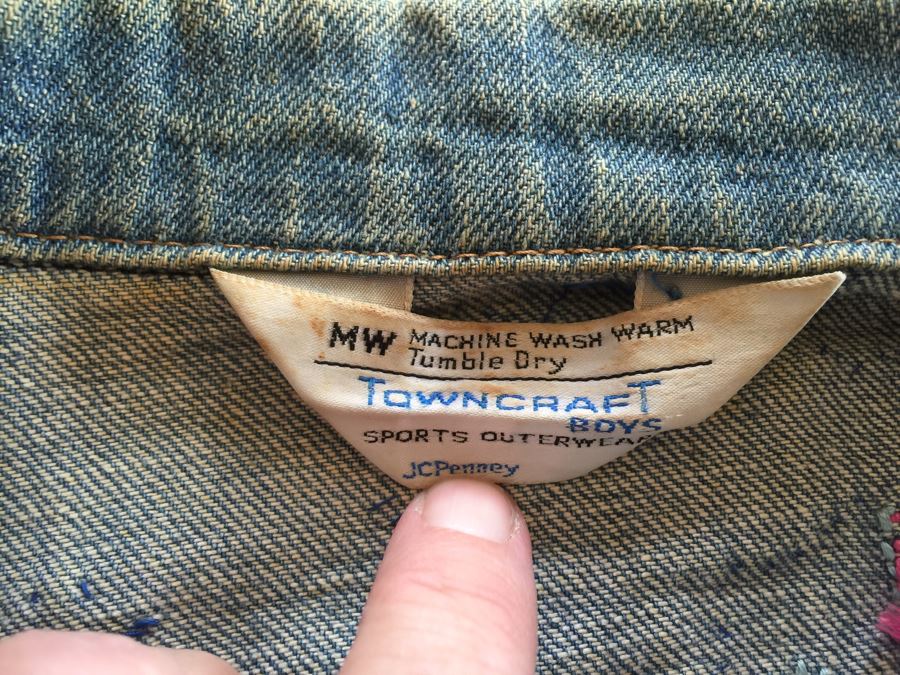 MW MACHINE WASH WARM
Tumble Dry
TOWNCRAFT
BOYS
SPORTS OUTERWEAR
JCPenney